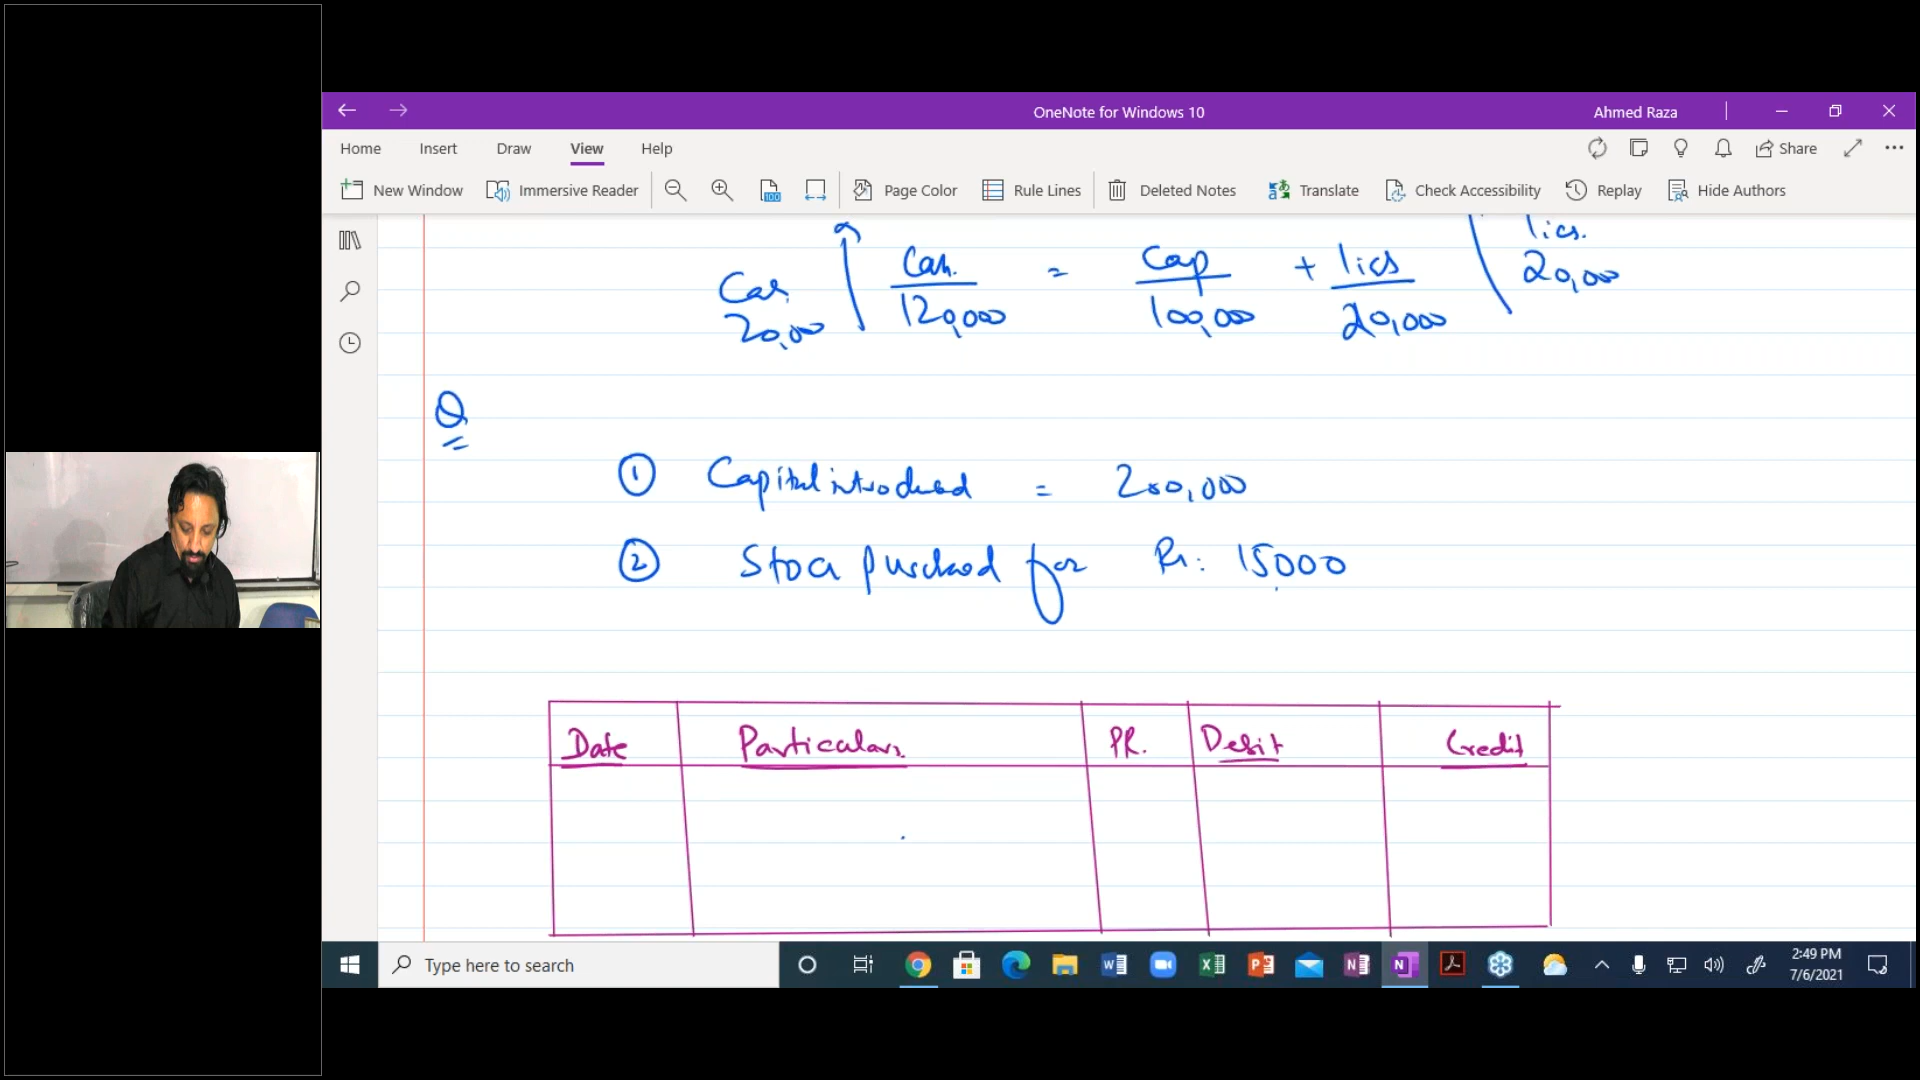 OneNote for Windows 10 Ahmed Raza
Home Insert Draw View Help Share
New Window Immersive Reader Page Color Rule Lines Deleted Notes Translate Check Accessibility Replay Hide Authors
lics.
20,000
Cash = Cap + lics
120,000 100,000 20,000
Cash
20,000
Q
① Capital introduced = 200,000
② Stock purchased for Rs: 15000
Date Particulars PR. Debit Credit
Type here to search
2:49 PM
7/6/2021